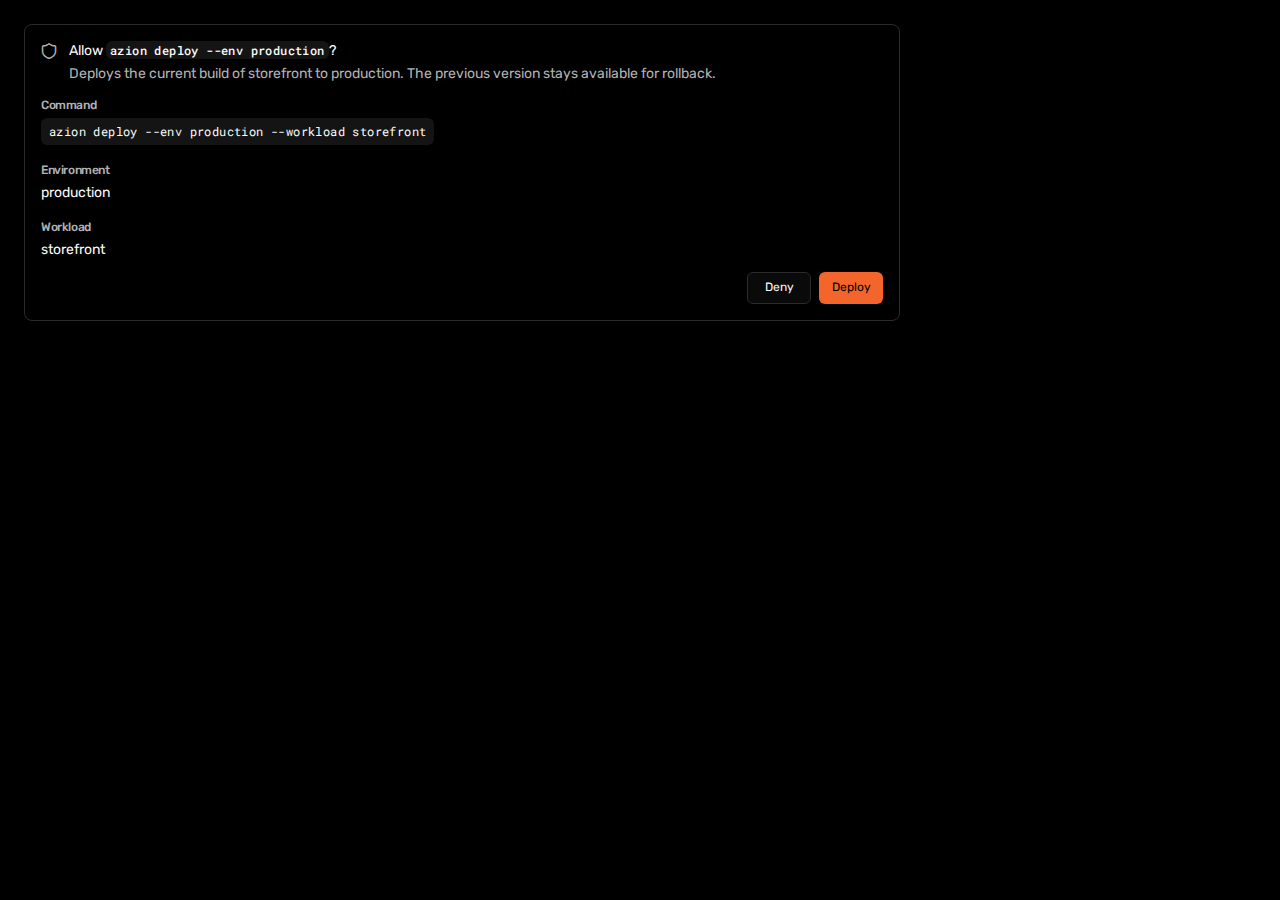 Allow azion deploy --env production ?
Deploys the current build of storefront to production. The previous version stays available for rollback.
Command
azion deploy --env production --workload storefront
Environment
production
Workload
storefront
Deny Deploy